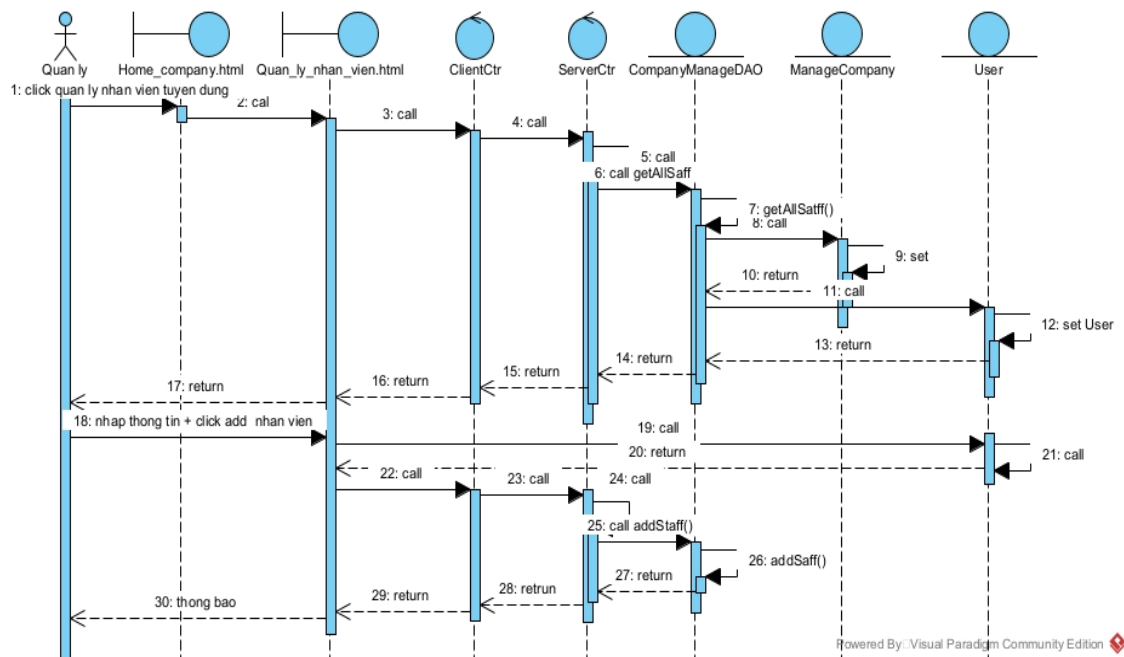 Quan ly
Home_company.html
Quan_ly_nhan_vien.html
ClientCtr
ServerCtr
CompanyManageDAO
ManageCompany
User
1: click quan ly nhan vien tuyen dung
2: cal
3: call
4: call
5: call
6: call getAllSaff
7: getAllSatff()
8: call
9: set
10: return
11: call
12: set User
13: return
14: return
15: return
16: return
17: return
18: nhap thong tin + click add nhan vien
19: call
20: return
21: call
22: call
23: call
24: call
25: call addStaff()
26: addSaff()
27: return
28: retrun
29: return
30: thong bao
Powered By Visual Paradigm Community Edition